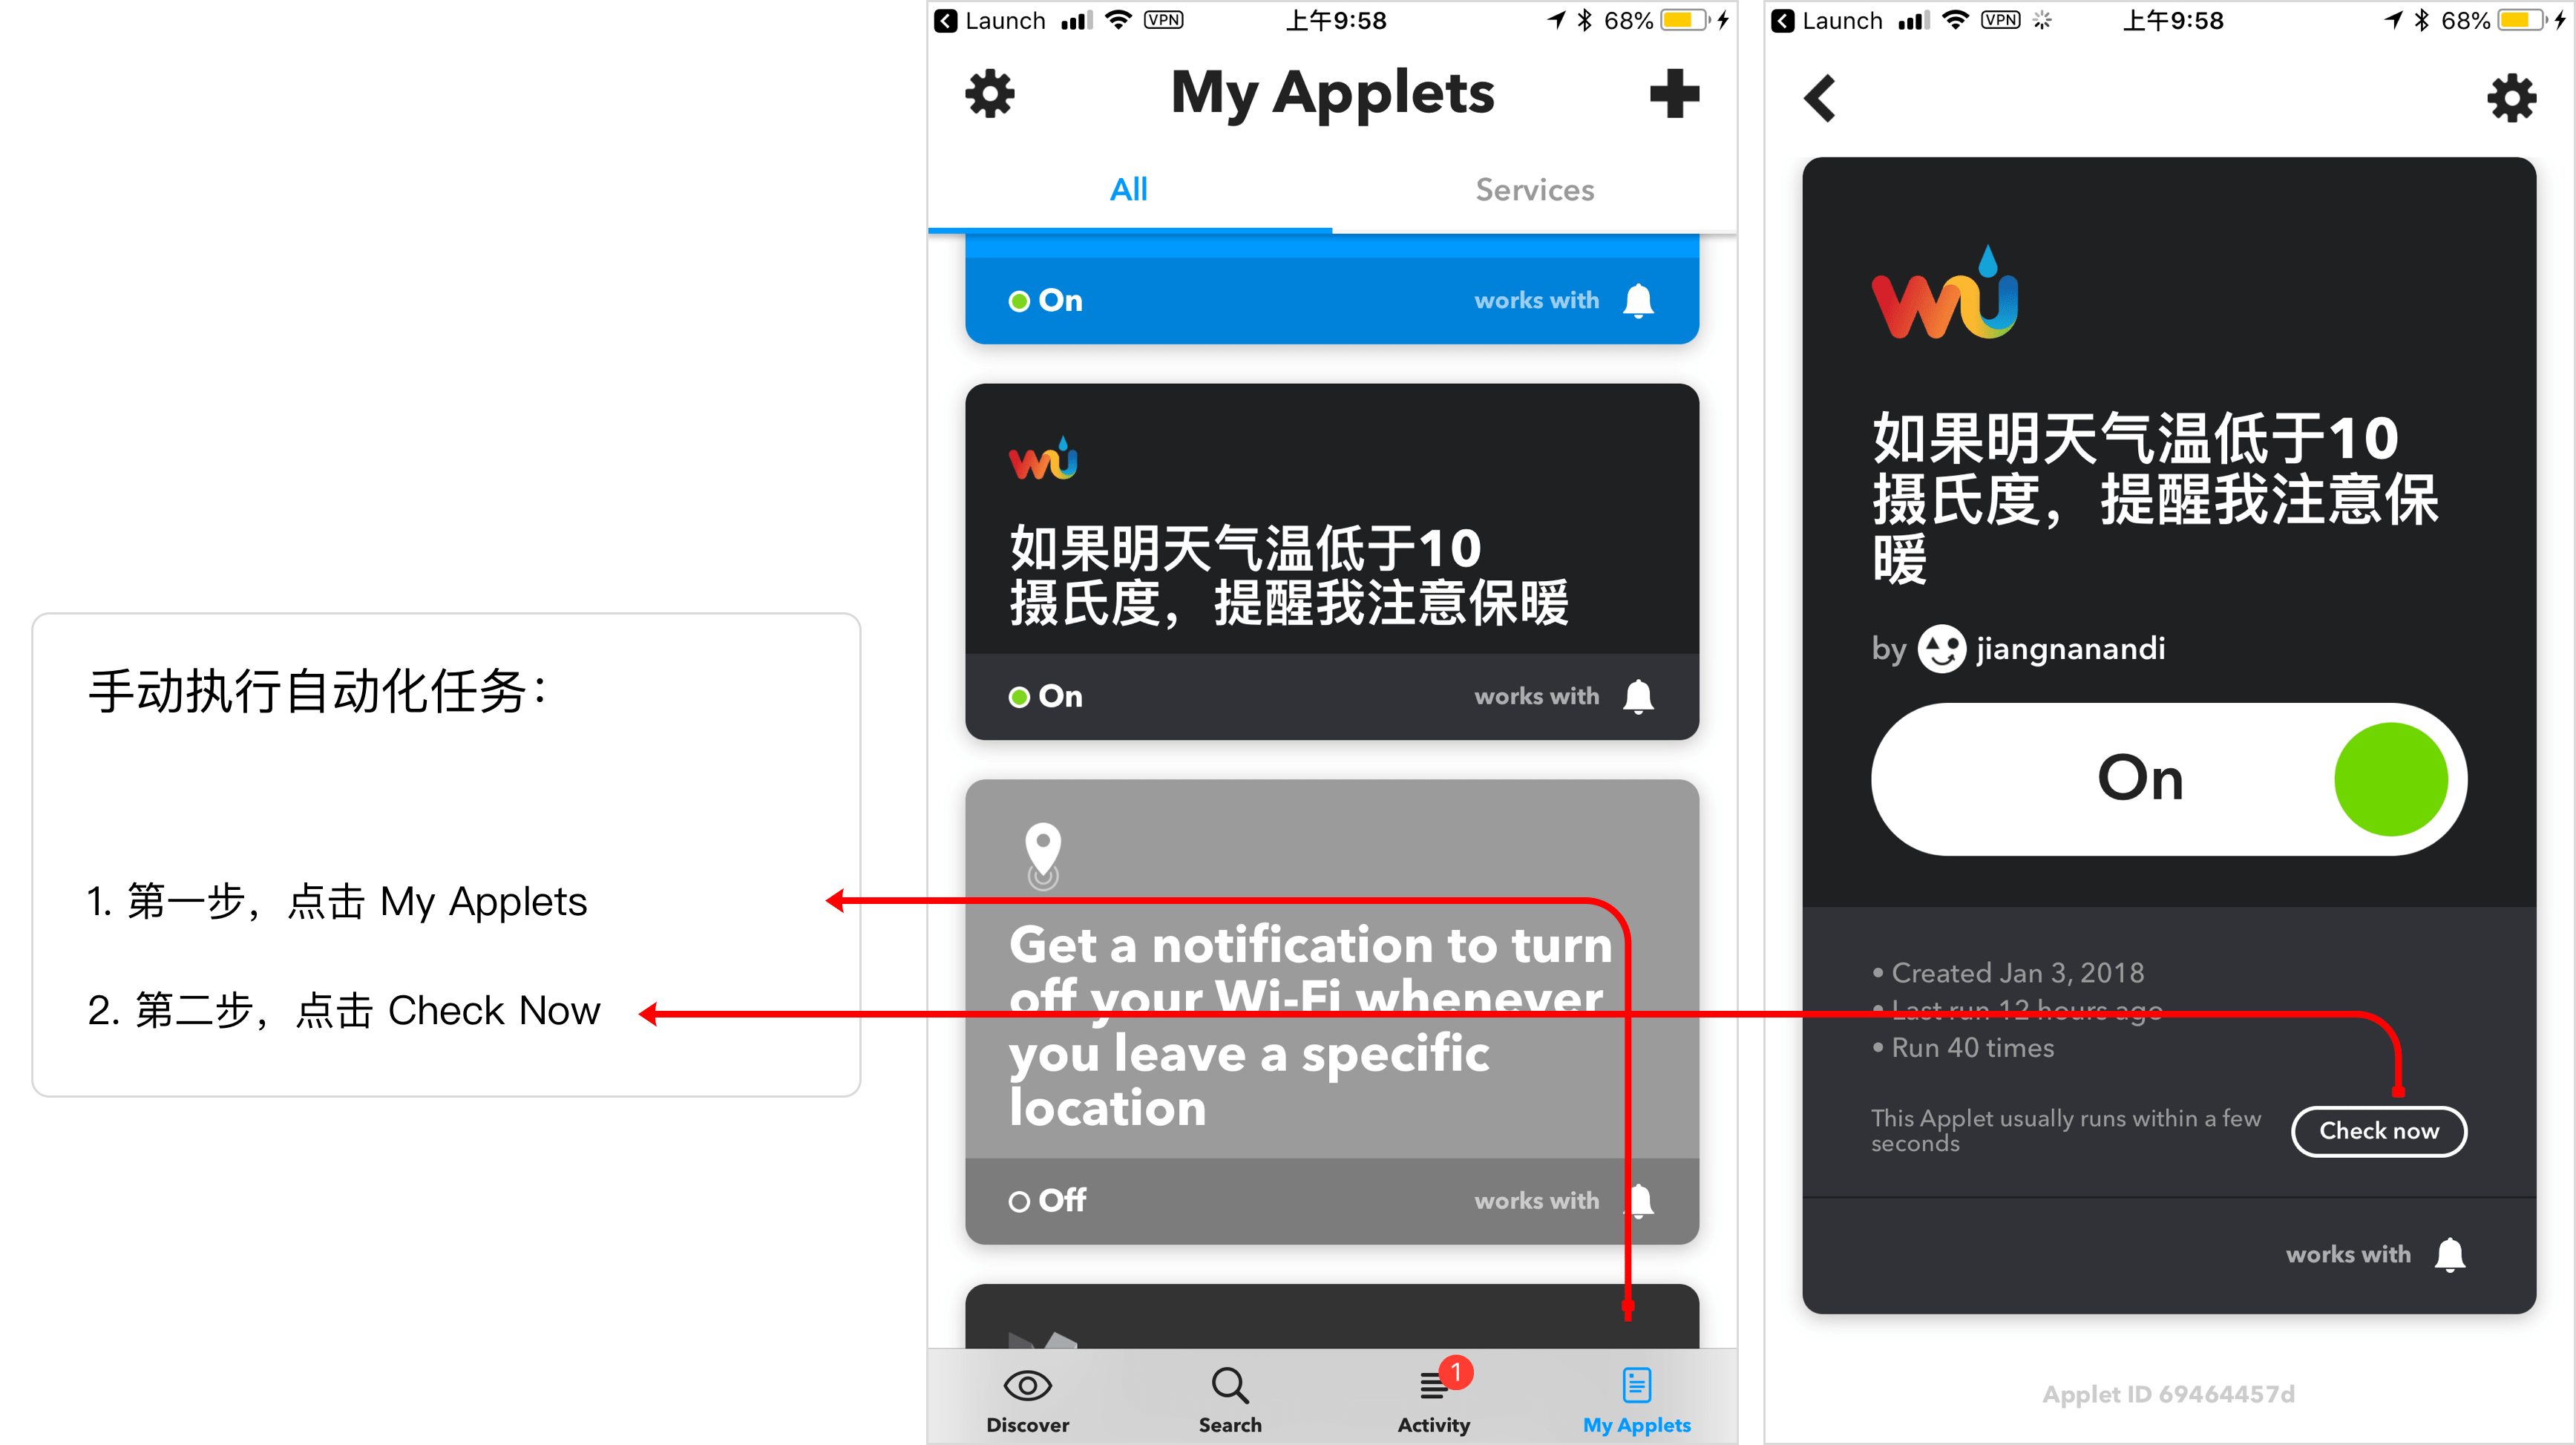 手动执行自动化任务：
1. 第一步，点击 My Applets
2. 第二步，点击 Check Now
Launch VPN 上午9:58 68%
My Applets
All Services
On works with
wu
如果明天气温低于10
摄氏度，提醒我注意保暖
On works with
Get a notification to turn
off your Wi-Fi whenever
you leave a specific
location
Off works with
1
Discover Search Activity My Applets
Launch VPN 上午9:58 68%
wu
如果明天气温低于10
摄氏度，提醒我注意保
暖
by jiangnanandi
On
• Created Jan 3, 2018
• Last run 12 hours ago
• Run 40 times
This Applet usually runs within a few
seconds
Check now
works with
Applet ID 69464457d